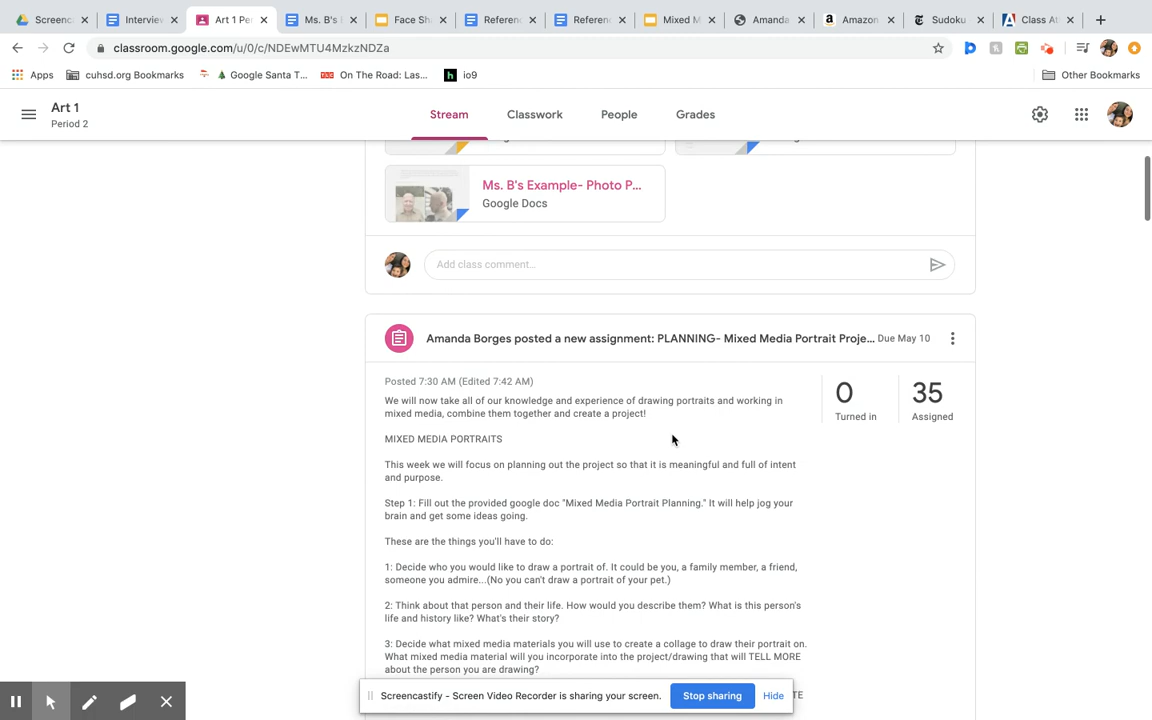 Screenca
Interview
Art 1 Pe
Ms. B's
Face Sh
Referenc
Referen
Mixed M
Amanda
Amazon
Sudoku
Class At
classroom.google.com/u/0/c/NDEwMTU4MzkzNDZa
Apps
cuhsd.org Bookmarks
Google Santa T...
On The Road: Las...
h
io9
Other Bookmarks
Art 1
Period 2
Stream
Classwork
People
Grades
Ms. B's Example- Photo P...
Google Docs
Add class comment...
Amanda Borges posted a new assignment: PLANNING- Mixed Media Portrait Proje...
Due May 10
Posted 7:30 AM (Edited 7:42 AM)
We will now take all of our knowledge and experience of drawing portraits and working in
mixed media, combine them together and create a project!
0
Turned in
35
Assigned
MIXED MEDIA PORTRAITS
This week we will focus on planning out the project so that it is meaningful and full of intent
and purpose.
Step 1: Fill out the provided google doc "Mixed Media Portrait Planning." It will help jog your
brain and get some ideas going.
These are the things you'll have to do:
1: Decide who you would like to draw a portrait of. It could be you, a family member, a friend,
someone you admire...(No you can't draw a portrait of your pet.)
2: Think about that person and their life. How would you describe them? What is this person's
life and history like? What's their story?
3: Decide what mixed media materials you will use to create a collage to draw their portrait on.
What mixed media material will you incorporate into the project/drawing that will TELL MORE
about the person you are drawing?
Screencastify - Screen Video Recorder is sharing your screen.
Stop sharing
Hide